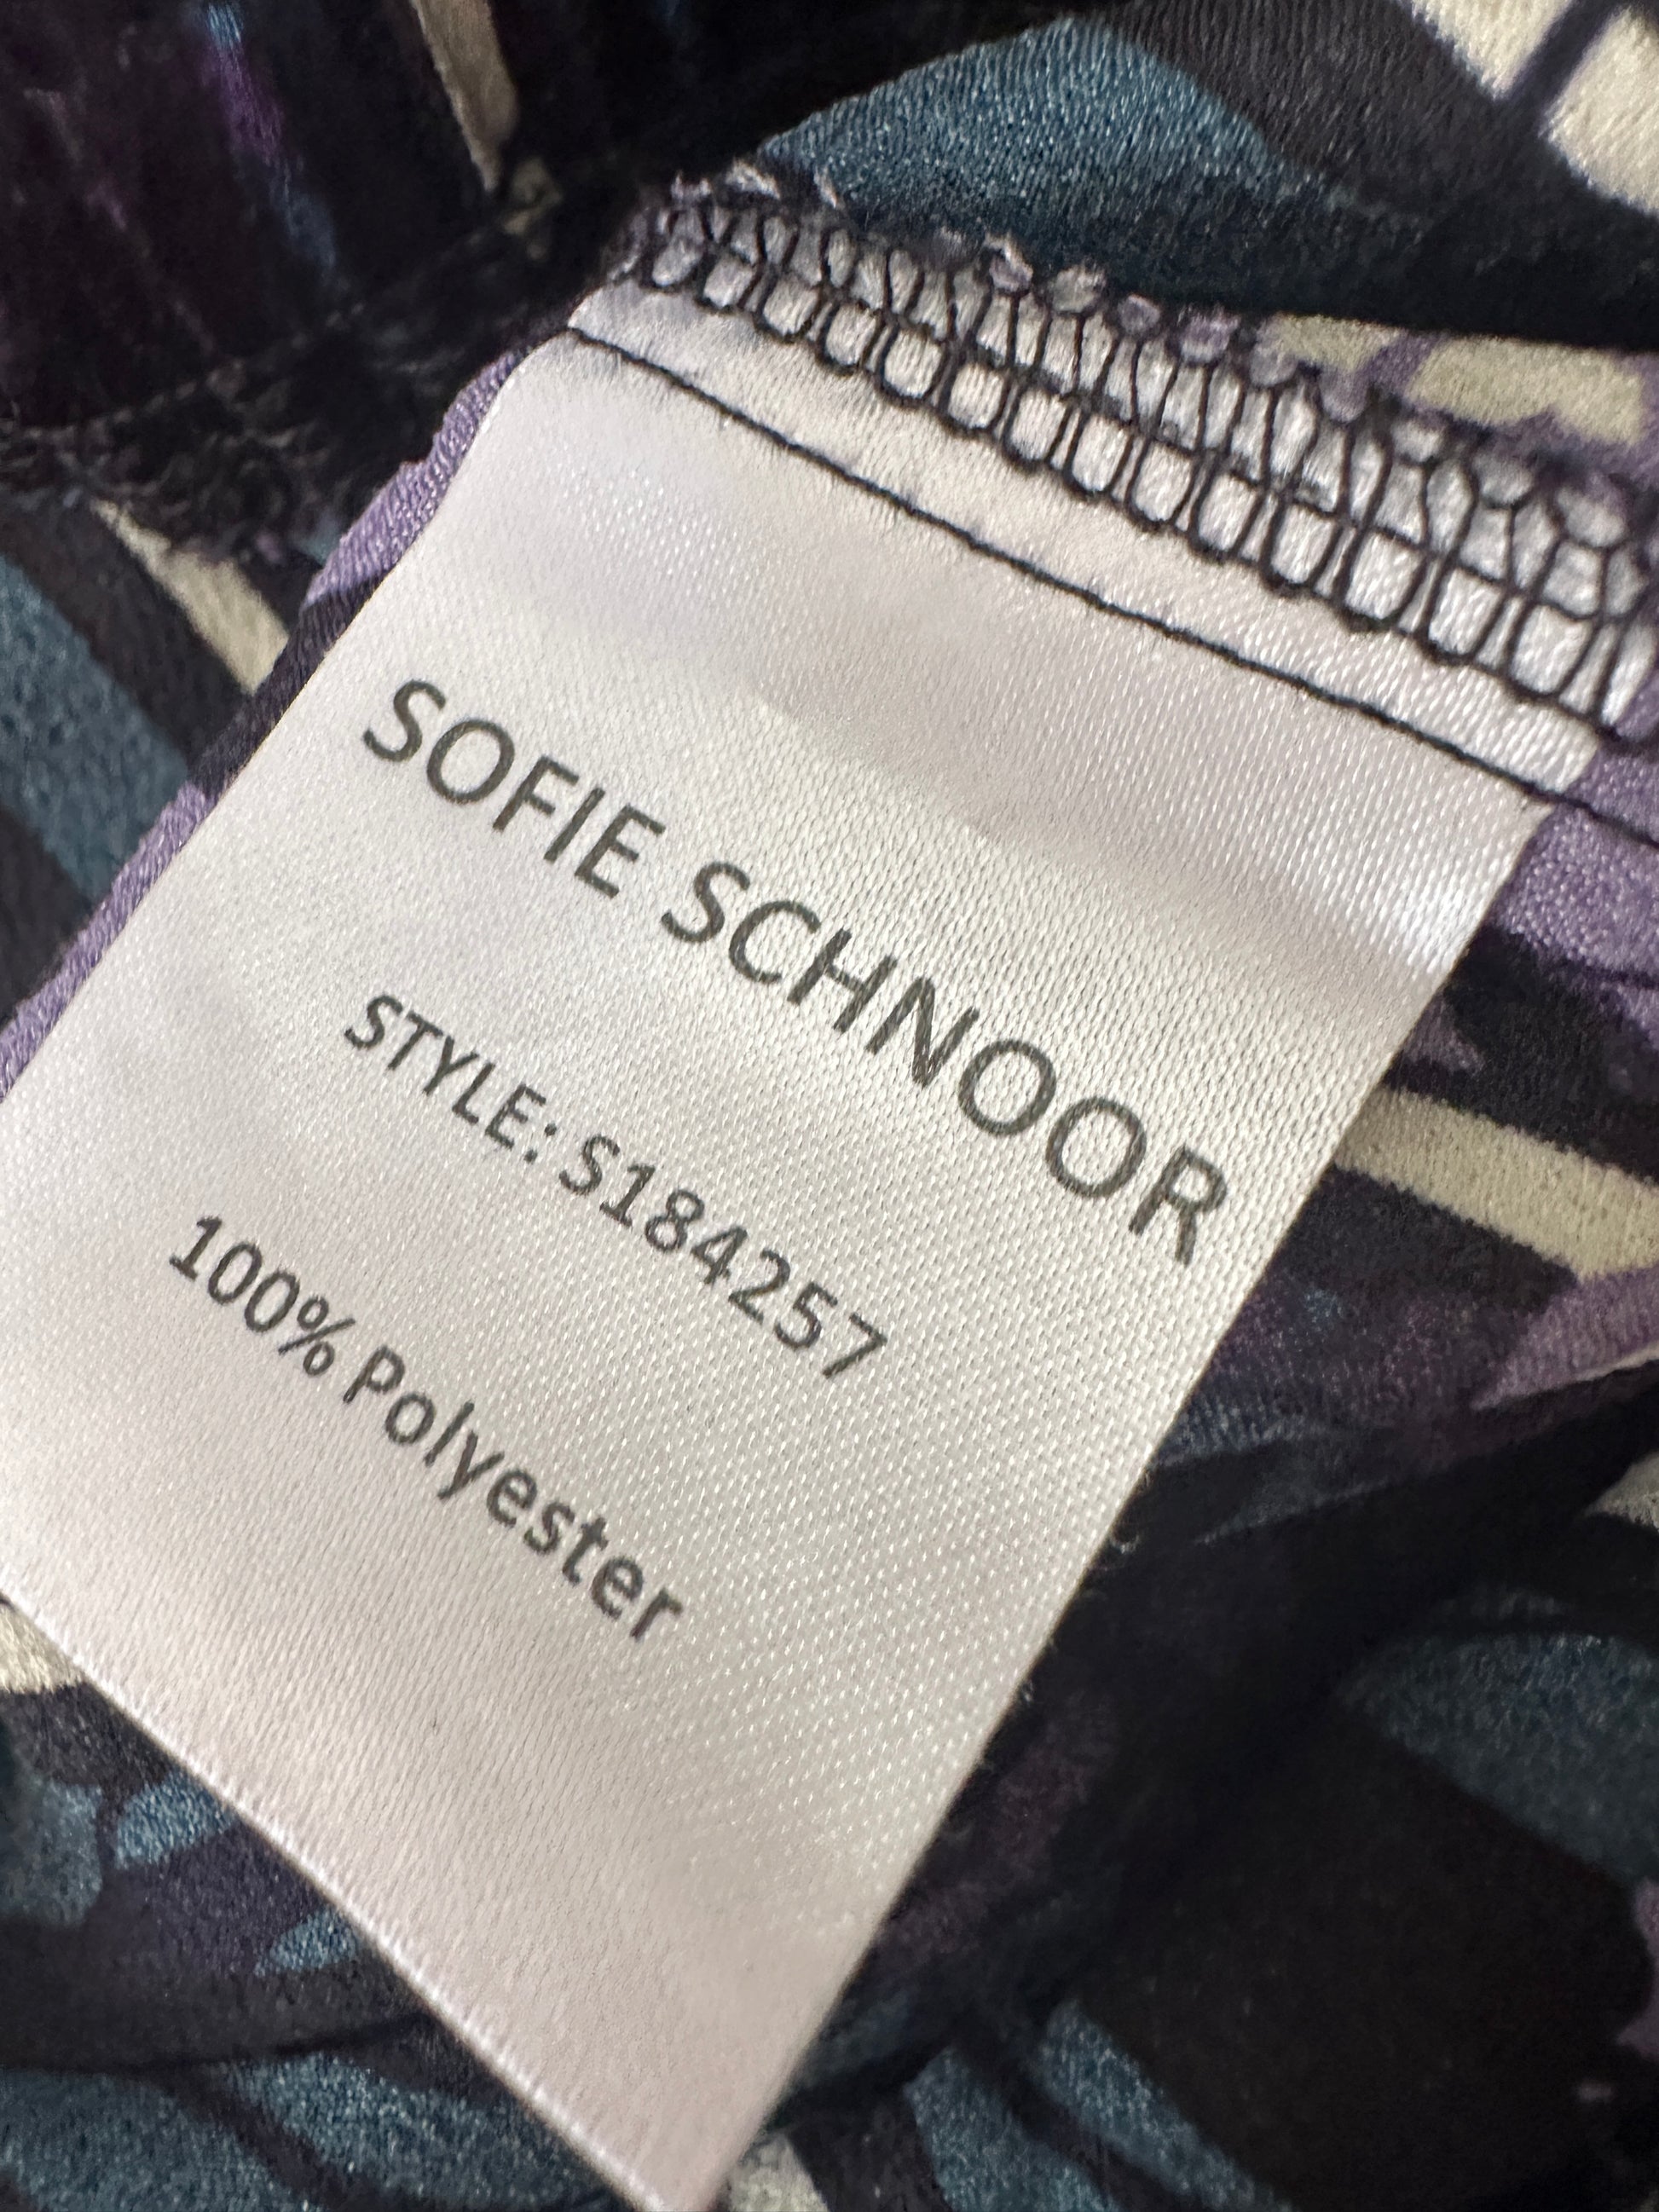 SOFIE SCHNOOR
STYLE: S184257
100% Polyester